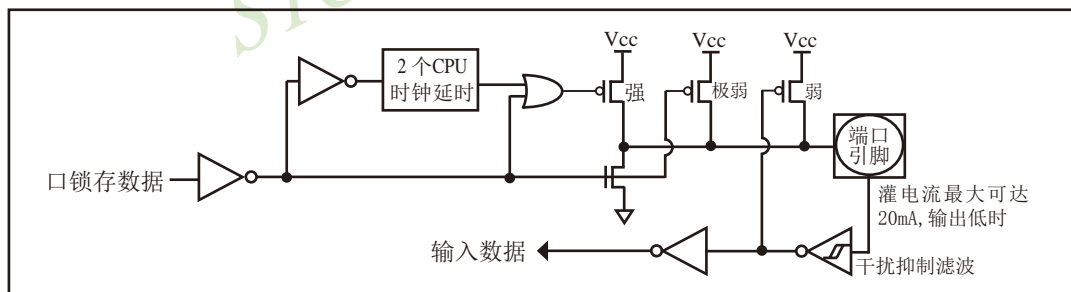 Vcc
Vcc
Vcc
2个CPU
时钟延时
强
极弱
弱
端口
引脚
口锁存数据
灌电流最大可达
20mA,输出低时
输入数据
干扰抑制滤波